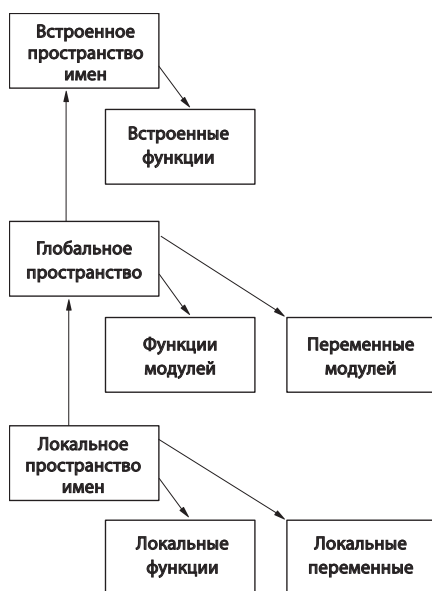 Встроенное
пространство
имен
Встроенные
функции
Глобальное
пространство
Функции
модулей
Переменные
модулей
Локальное
пространство
имен
Локальные
функции
Локальные
переменные